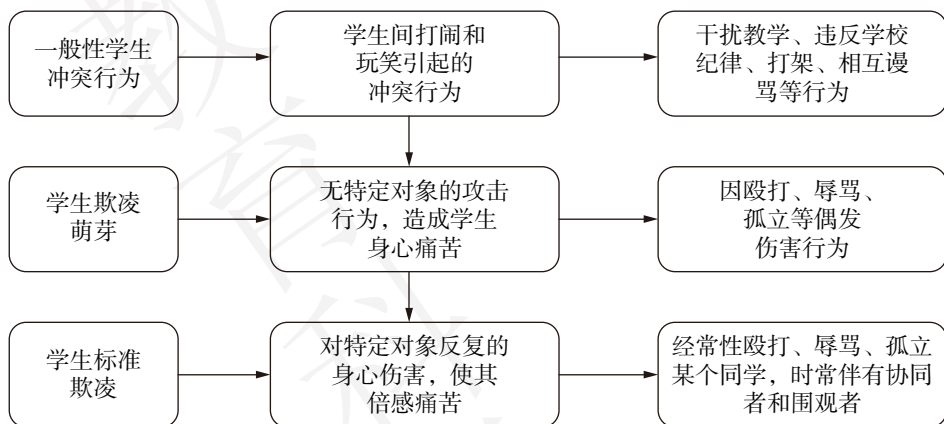 一般性学生
冲突行为
学生间打闹和
玩笑引起的
冲突行为
干扰教学、违反学校
纪律、打架、相互谩
骂等行为
学生欺凌
萌芽
无特定对象的攻击
行为，造成学生
身心痛苦
因殴打、辱骂、
孤立等偶发
伤害行为
学生标准
欺凌
对特定对象反复的
身心伤害，使其
倍感痛苦
经常性殴打、辱骂、孤立
某个同学，时常伴有协同
者和围观者